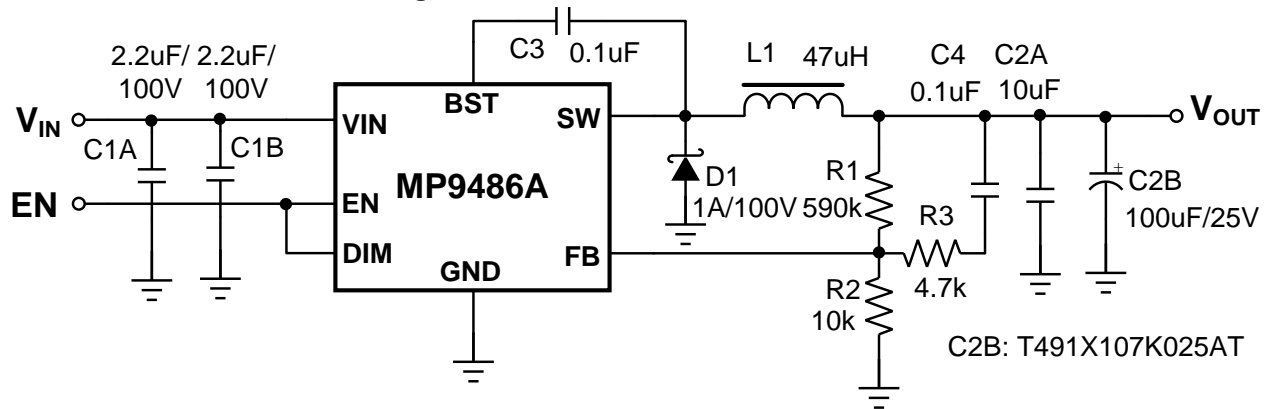 C3
0.1uF
2.2uF/
100V
2.2uF/
100V
L1
47uH
C4
0.1uF
C2A
10uF
BST
VIN
SW
VIN
VOUT
C1A
C1B
MP9486A
D1
1A/100V
R1
590k
C2B
100uF/25V
EN
EN
DIM
FB
GND
R3
4.7k
R2
10k
+
C2B: T491X107K025AT